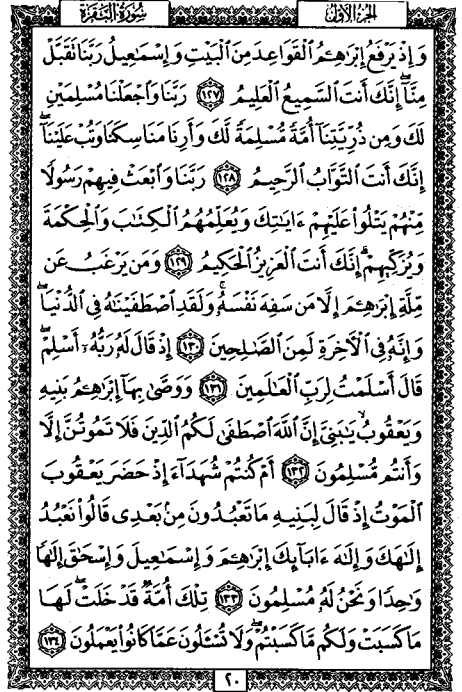 الجزء الأول
سورة البقرة
وَإِذْ يَرْفَعُ إِبْرَٰهِـۧمُ ٱلْقَوَاعِدَ مِنَ ٱلْبَيْتِ وَإِسْمَٰعِيلُ رَبَّنَا تَقَبَّلْ
مِنَّآ ۖ إِنَّكَ أَنتَ ٱلسَّمِيعُ ٱلْعَلِيمُ ١٢٧ رَبَّنَا وَٱجْعَلْنَا مُسْلِمَيْنِ
لَكَ وَمِن ذُرِّيَّتِنَآ أُمَّةً مُّسْلِمَةً لَّكَ وَأَرِنَا مَنَاسِكَنَا وَتُبْ عَلَيْنَآ ۖ
إِنَّكَ أَنتَ ٱلتَّوَّابُ ٱلرَّحِيمُ ١٢٨ رَبَّنَا وَٱبْعَثْ فِيهِمْ رَسُولًا
مِّنْهُمْ يَتْلُوا۟ عَلَيْهِمْ ءَايَٰتِكَ وَيُعَلِّمُهُمُ ٱلْكِتَٰبَ وَٱلْحِكْمَةَ
وَيُزَكِّيهِمْ ۚ إِنَّكَ أَنتَ ٱلْعَزِيزُ ٱلْحَكِيمُ ١٢٩ وَمَن يَرْغَبُ عَن
مِّلَّةِ إِبْرَٰهِـۧمَ إِلَّا مَن سَفِهَ نَفْسَهُۥ ۚ وَلَقَدِ ٱصْطَفَيْنَٰهُ فِى ٱلدُّنْيَا ۖ
وَإِنَّهُۥ فِى ٱلْءَاخِرَةِ لَمِنَ ٱلصَّٰلِحِينَ ١٣٠ إِذْ قَالَ لَهُۥ رَبُّهُۥٓ أَسْلِمْ ۖ
قَالَ أَسْلَمْتُ لِرَبِّ ٱلْعَٰلَمِينَ ١٣١ وَوَصَّىٰ بِهَآ إِبْرَٰهِـۧمُ بَنِيهِ
وَيَعْقُوبُ يَٰبَنِىَّ إِنَّ ٱللَّهَ ٱصْطَفَىٰ لَكُمُ ٱلدِّينَ فَلَا تَمُوتُنَّ إِلَّا
وَأَنتُم مُّسْلِمُونَ ١٣٢ أَمْ كُنتُمْ شُهَدَآءَ إِذْ حَضَرَ يَعْقُوبَ
ٱلْمَوْتُ إِذْ قَالَ لِبَنِيهِ مَا تَعْبُدُونَ مِنۢ بَعْدِى قَالُوا۟ نَعْبُدُ
إِلَٰهَكَ وَإِلَٰهَ ءَابَآئِكَ إِبْرَٰهِـۧمَ وَإِسْمَٰعِيلَ وَإِسْحَٰقَ إِلَٰهًا
وَٰحِدًا وَنَحْنُ لَهُۥ مُسْلِمُونَ ١٣٣ تِلْكَ أُمَّةٌ قَدْ خَلَتْ ۖ لَهَا
مَا كَسَبَتْ وَلَكُم مَّا كَسَبْتُمْ ۖ وَلَا تُسْـَٔلُونَ عَمَّا كَانُوا۟ يَعْمَلُونَ ١٣٤
٢٠